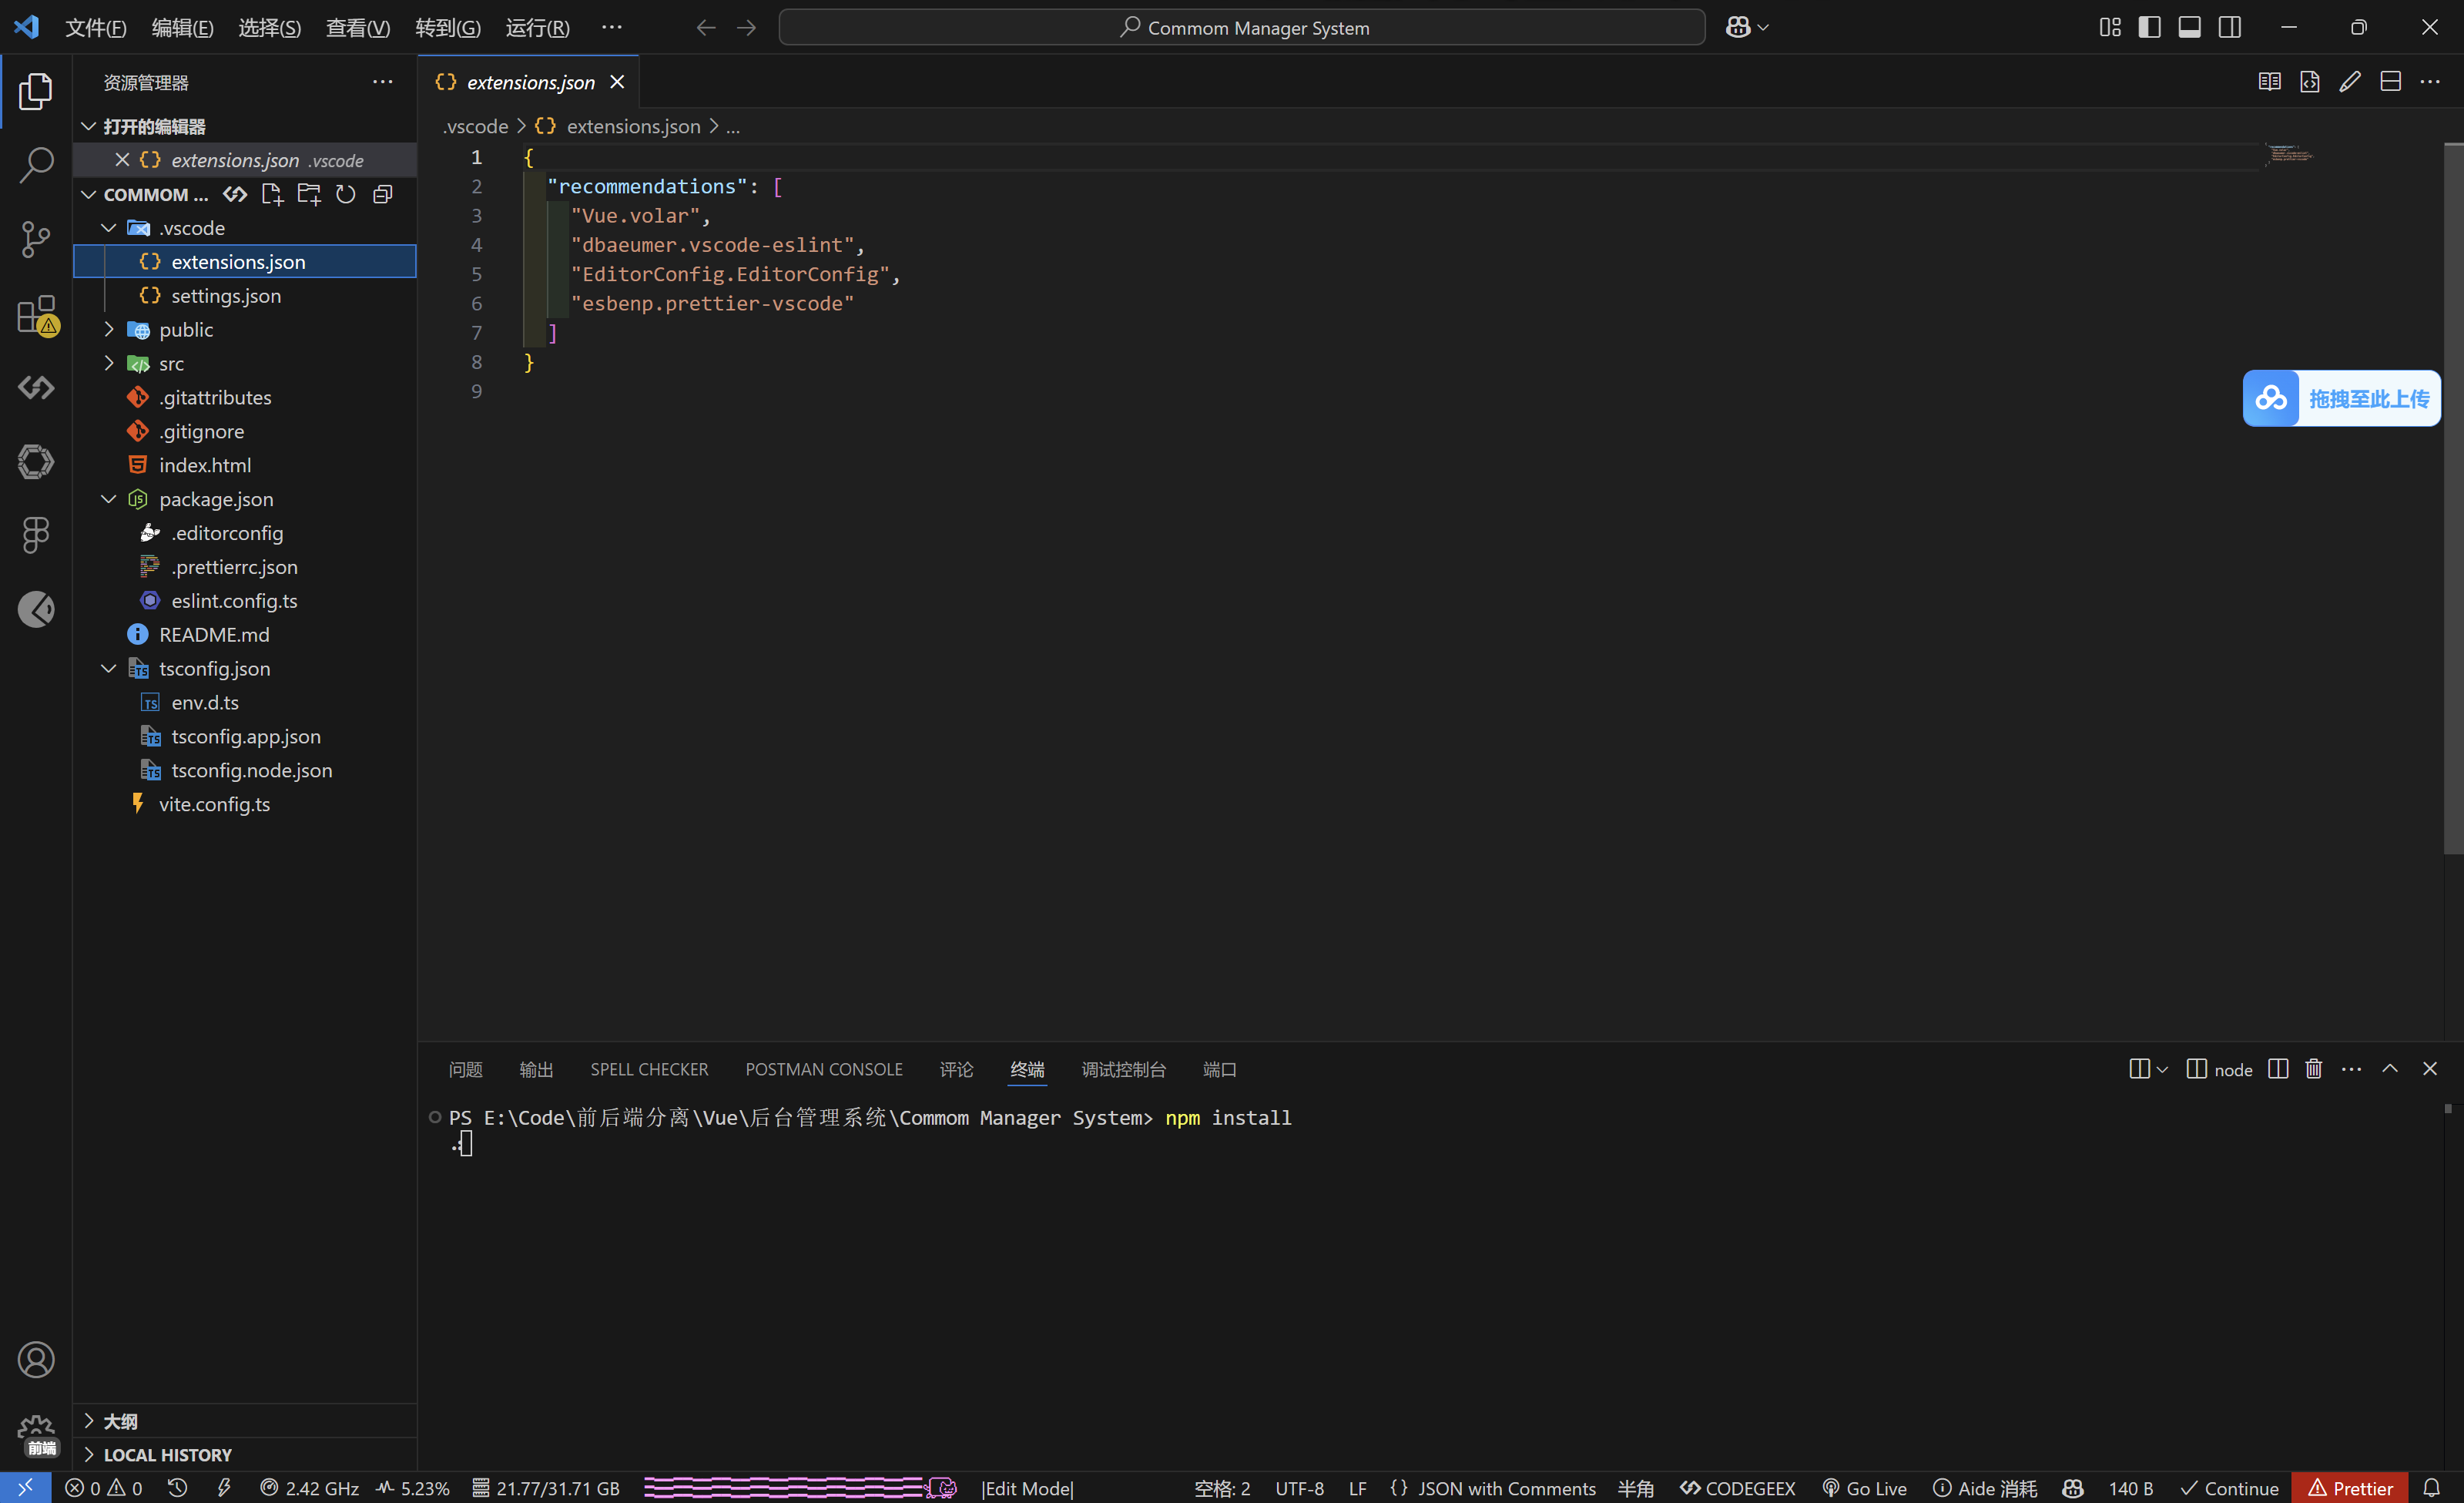 文件(F) 编辑(E) 选择(S) 查看(V) 转到(G) 运行(R) ···
Commom Manager System
资源管理器
打开的编辑器
extensions.json .vscode
COMMOM ...
.vscode
extensions.json
settings.json
public
src
.gitattributes
.gitignore
index.html
package.json
.editorconfig
.prettierrc.json
eslint.config.ts
README.md
tsconfig.json
env.d.ts
tsconfig.app.json
tsconfig.node.json
vite.config.ts
大纲
LOCAL HISTORY
前端
extensions.json
.vscode > {} extensions.json > ...
1 {
2 "recommendations": [
3 "Vue.volar",
4 "dbaeumer.vscode-eslint",
5 "EditorConfig.EditorConfig",
6 "esbenp.prettier-vscode"
7 ]
8 }
9
拖拽至此上传
问题 输出 SPELL CHECKER POSTMAN CONSOLE 评论 终端 调试控制台 端口
node
PS E:\Code\前后端分离\Vue\后台管理系统\Commom Manager System> npm install
0 0 2.42 GHz 5.23% 21.77/31.71 GB |Edit Mode| 空格: 2 UTF-8 LF {} JSON with Comments 半角 CODEGEEX Go Live Aide 消耗 140 B Continue Prettier